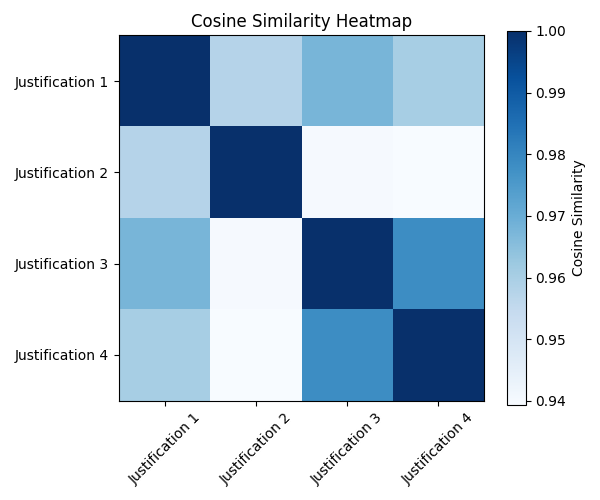 Cosine Similarity Heatmap
Justification 1
Justification 2
Justification 3
Justification 4
Justification 1
Justification 2
Justification 3
Justification 4
1.00
0.99
0.98
0.97
0.96
0.95
0.94
Cosine Similarity